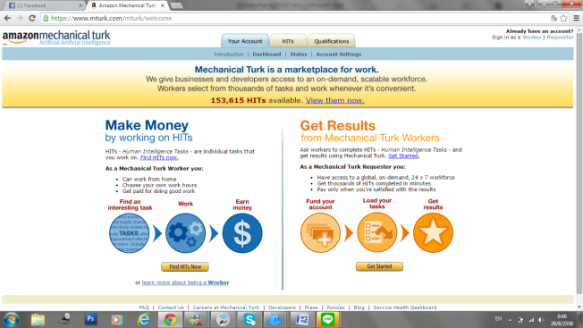 (1) Facebook
Amazon Mechanical Tur
https://www.mturk.com/mturk/welcome
amazonmechanical turk
Artificial Artificial Intelligence
Your Account
HITs
Qualifications
Already have an account?
Sign in as a Worker | Requester
Introduction | Dashboard | Status | Account Settings
Mechanical Turk is a marketplace for work.
We give businesses and developers access to an on-demand, scalable workforce.
Workers select from thousands of tasks and work whenever it's convenient.
153,615 HITs available. View them now.
Make Money
by working on HITs
HITs - Human Intelligence Tasks - are individual tasks that
you work on. Find HITs now.
As a Mechanical Turk Worker you:
• Can work from home
• Choose your own work hours
• Get paid for doing good work
Find an
interesting task
Work
Earn
money
TASKS
$
Find HITs Now
or learn more about being a Worker
Get Results
from Mechanical Turk Workers
Ask workers to complete HITs - Human Intelligence Tasks - and
get results using Mechanical Turk. Get Started.
As a Mechanical Turk Requester you:
• Have access to a global, on-demand, 24 x 7 workforce
• Get thousands of HITs completed in minutes
• Pay only when you're satisfied with the results
Fund your
account
Load your
tasks
Get
results
Get Started
FAQ | Contact Us | Careers at Mechanical Turk | Developers | Press | Policies | Blog | Service Health Dashboard
Ps
LINE
0:40